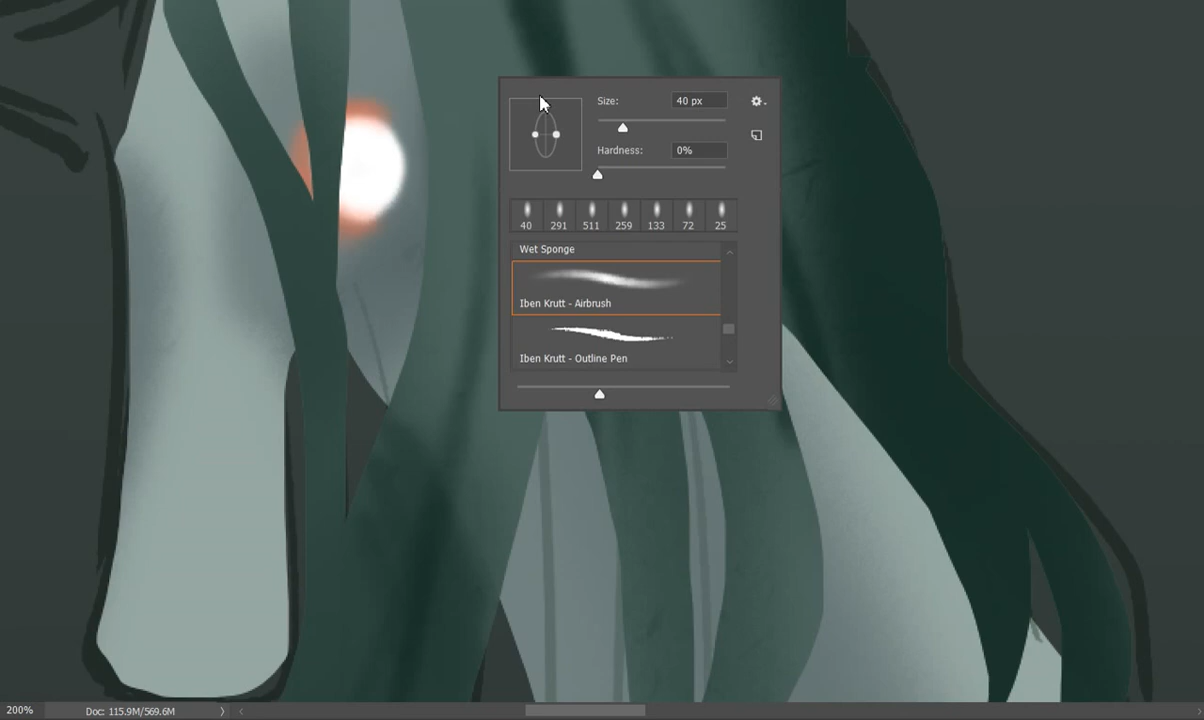 Size:
40 px
Hardness:
0%
40 291 511 259 133 72 25
Wet Sponge
Iben Krutt - Airbrush
Iben Krutt - Outline Pen
200% Doc: 115.9M/569.6M